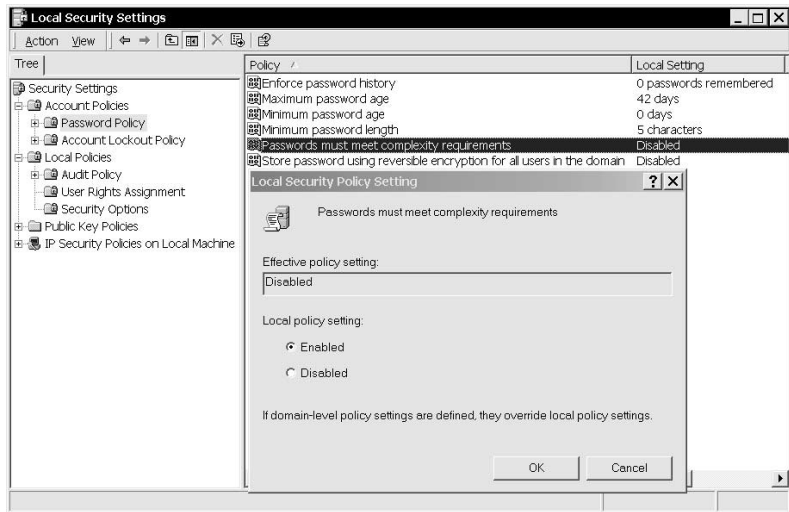 Local Security Settings
Action View
Tree
Policy Local Setting
Security Settings
Account Policies
Password Policy
Account Lockout Policy
Local Policies
Audit Policy
User Rights Assignment
Security Options
Public Key Policies
IP Security Policies on Local Machine
Enforce password history 0 passwords remembered
Maximum password age 42 days
Minimum password age 0 days
Minimum password length 5 characters
Passwords must meet complexity requirements Disabled
Store password using reversible encryption for all users in the domain Disabled
Local Security Policy Setting
Passwords must meet complexity requirements
Effective policy setting:
Disabled
Local policy setting:
Enabled
Disabled
If domain-level policy settings are defined, they override local policy settings.
OK Cancel